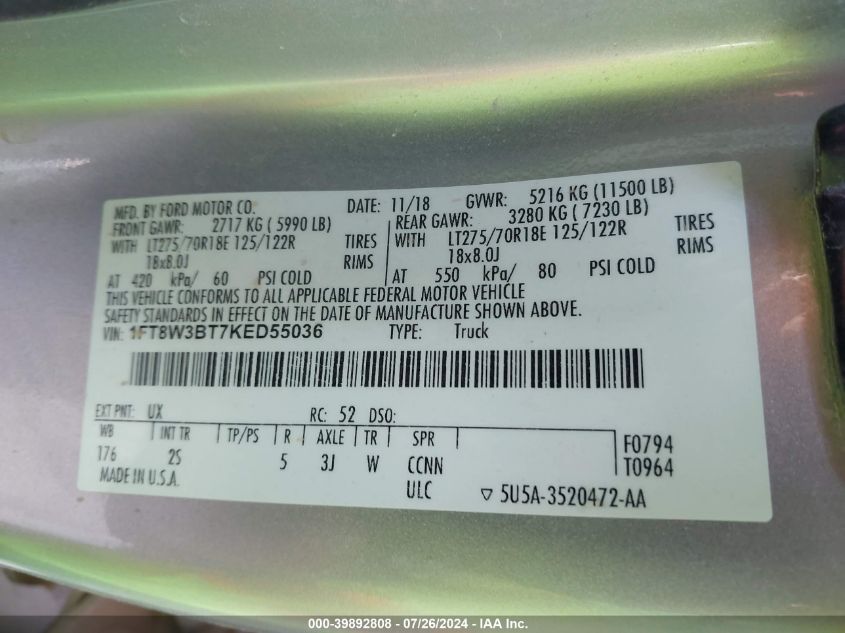 MFD. BY FORD MOTOR CO. DATE: 11/18 GVWR: 5216 KG (11500 LB)
FRONT GAWR: 2717 KG ( 5990 LB) REAR GAWR: 3280 KG ( 7230 LB)
WITH LT275/70R18E 125/122R TIRES WITH LT275/70R18E 125/122R TIRES
18x8.0J RIMS 18x8.0J RIMS
AT 420 kPa/ 60 PSI COLD AT 550 kPa/ 80 PSI COLD
THIS VEHICLE CONFORMS TO ALL APPLICABLE FEDERAL MOTOR VEHICLE
SAFETY STANDARDS IN EFFECT ON THE DATE OF MANUFACTURE SHOWN ABOVE.
VIN: 1FT8W3BT7KED55036 TYPE: Truck
EXT PNT: UX RC: 52 DSO:
WB INT TR TP/PS R AXLE TR SPR F0794
176 2S 5 3J W CCNN T0964
MADE IN U.S.A. ULC ▽ 5U5A-3520472-AA
000-39892808 - 07/26/2024 - IAA Inc.